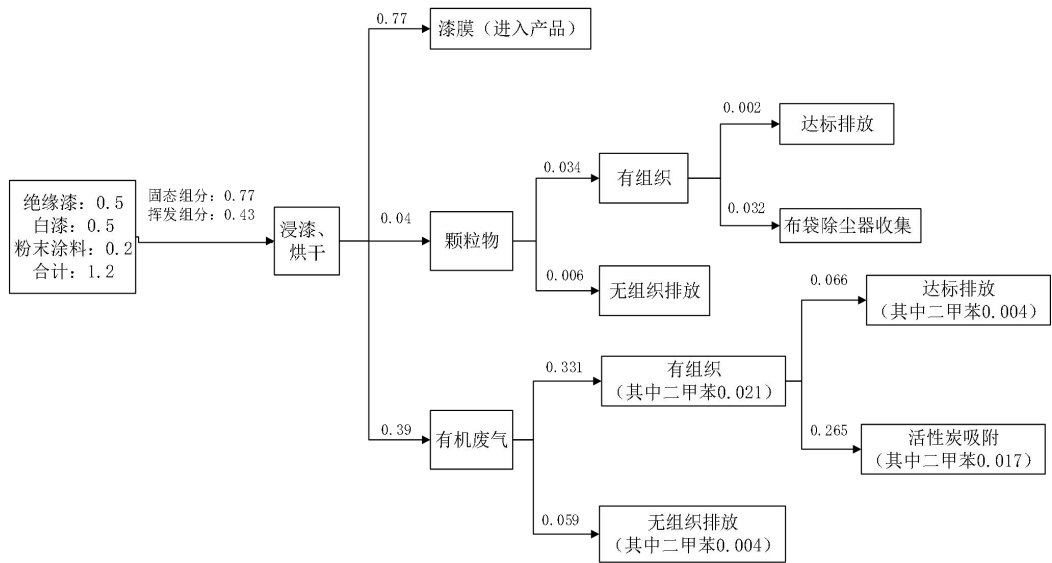 绝缘漆：0.5
白漆：0.5
粉末涂料：0.2
合计：1.2
固态组分：0.77
挥发组分：0.43
浸漆、
烘干
0.77
漆膜（进入产品）
0.04
颗粒物
0.034
有组织
0.002
达标排放
0.032
布袋除尘器收集
0.006
无组织排放
0.39
有机废气
0.331
有组织
（其中二甲苯0.021）
0.066
达标排放
（其中二甲苯0.004）
0.265
活性炭吸附
（其中二甲苯0.017）
0.059
无组织排放
（其中二甲苯0.004）